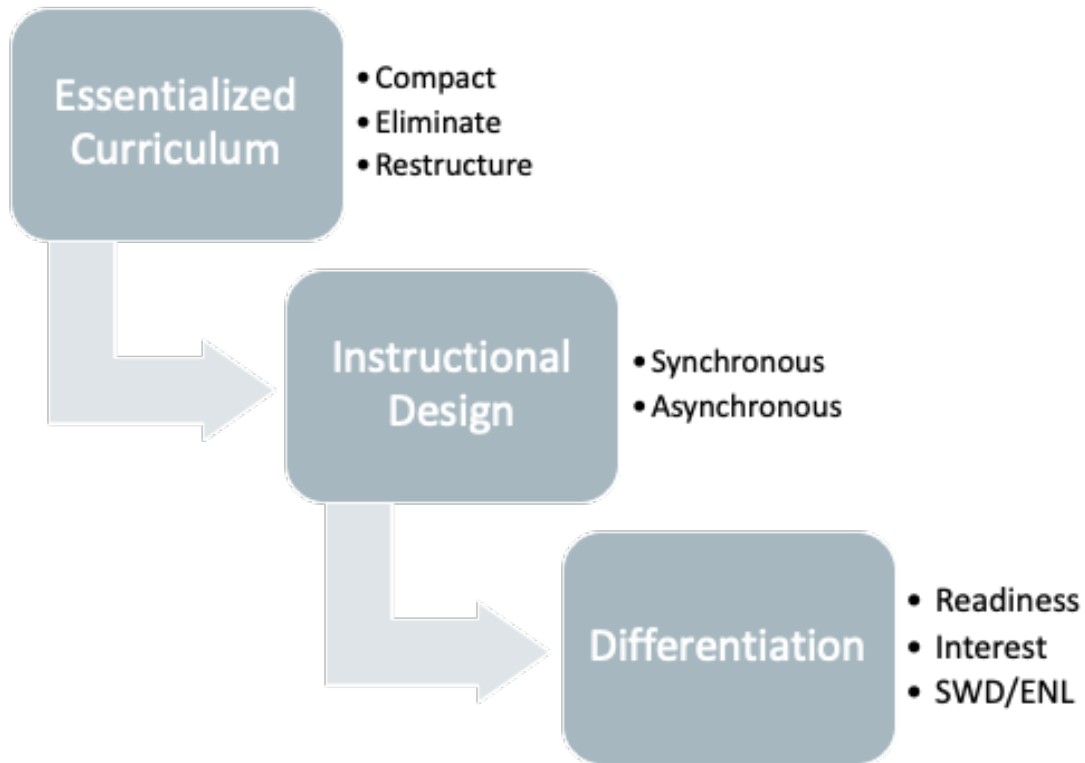 Essentialized
Curriculum
• Compact
• Eliminate
• Restructure
Instructional
Design
• Synchronous
• Asynchronous
Differentiation
• Readiness
• Interest
• SWD/ENL